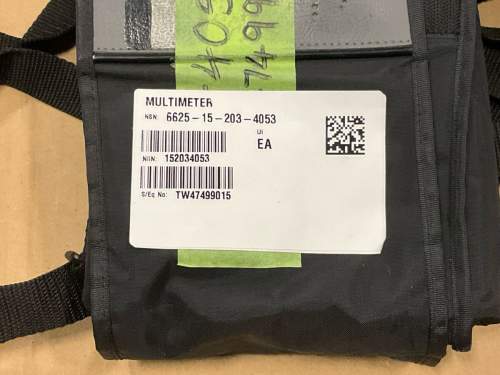 MULTIMETER
NSN: 6625-15-203-4053
UI
EA
NIIN: 152034053
S/Eq No: TW47499015